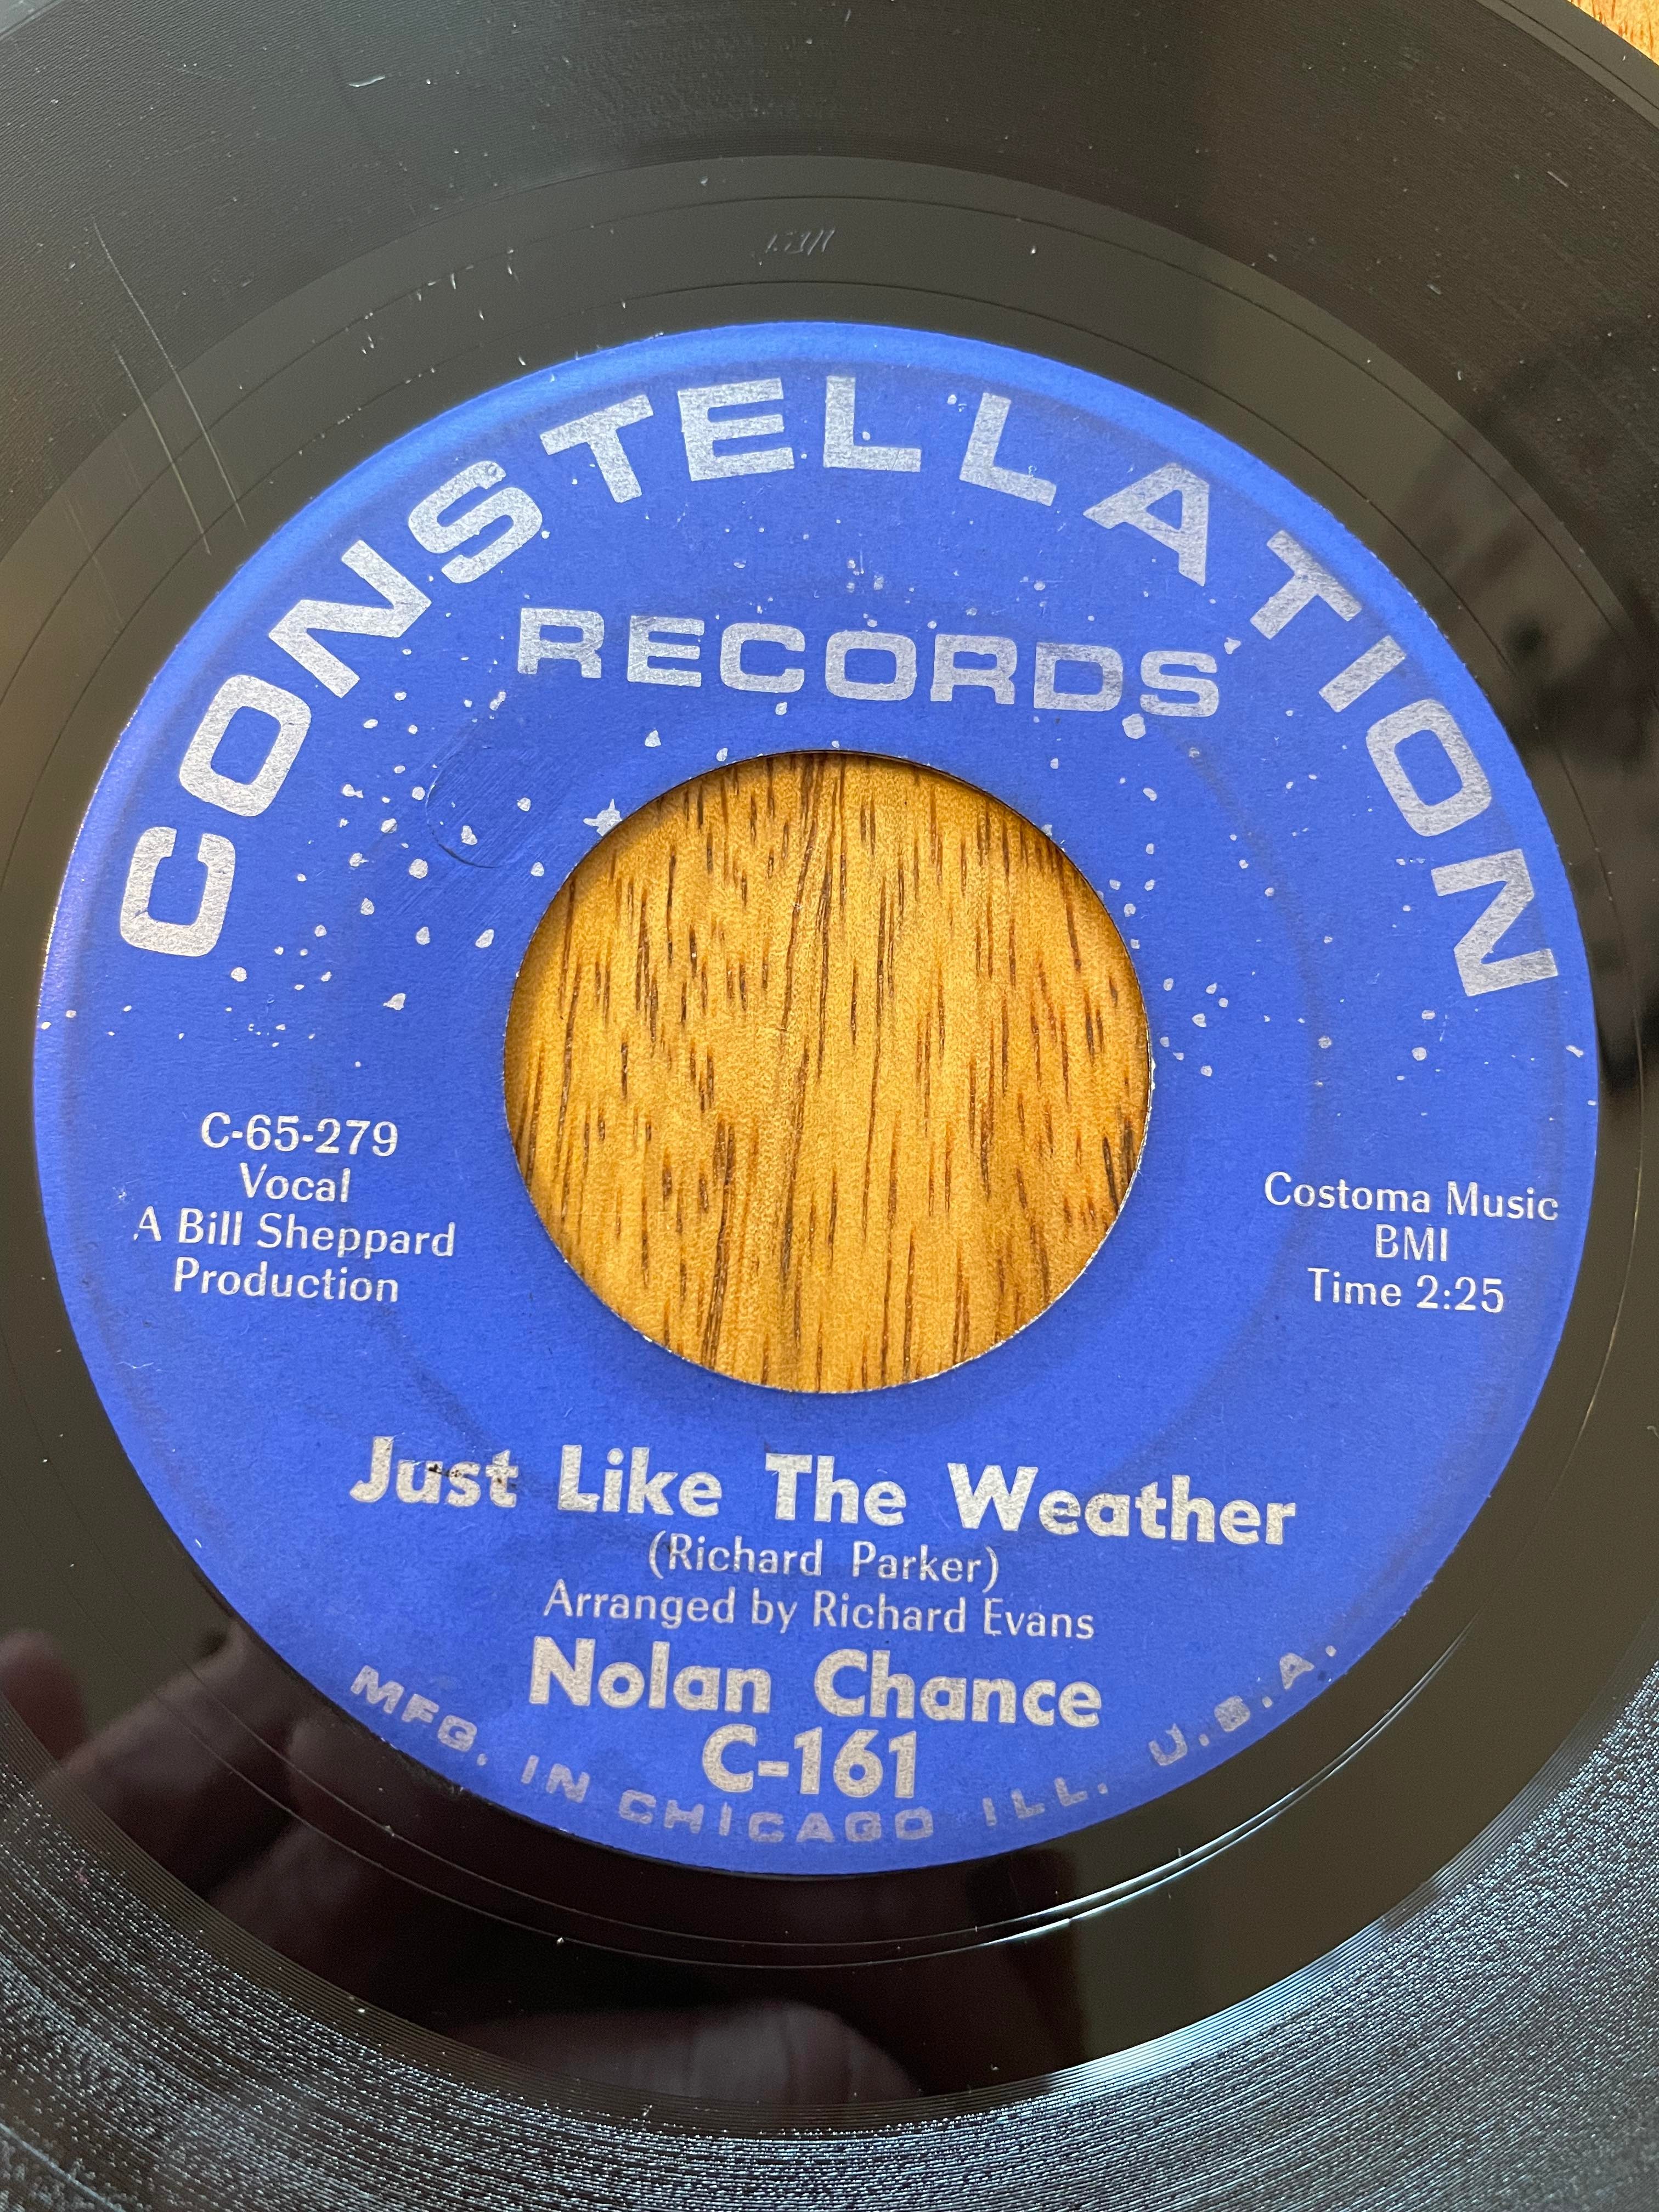 CONSTELLATION
RECORDS
C-65-279
Vocal
A Bill Sheppard
Production
Costoma Music
BMI
Time 2:25
Just Like The Weather
(Richard Parker)
Arranged by Richard Evans
Nolan Chance
C-161
MFG. IN CHICAGO ILL. U.S.A.